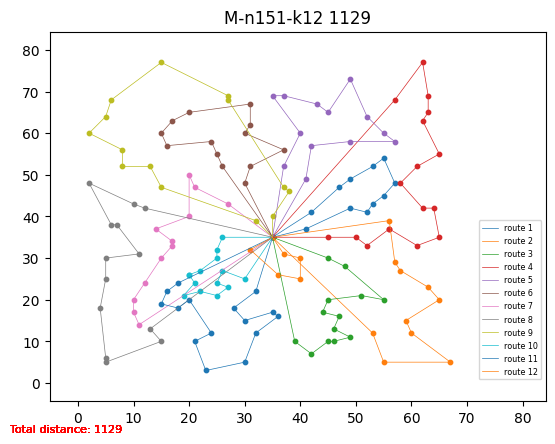 M-n151-k12 1129
80
70
60
50
40
30
20
10
0
route 1
route 2
route 3
route 4
route 5
route 6
route 7
route 8
route 9
route 10
route 11
route 12
0 10 20 30 40 50 60 70 80
Total distance: 1129